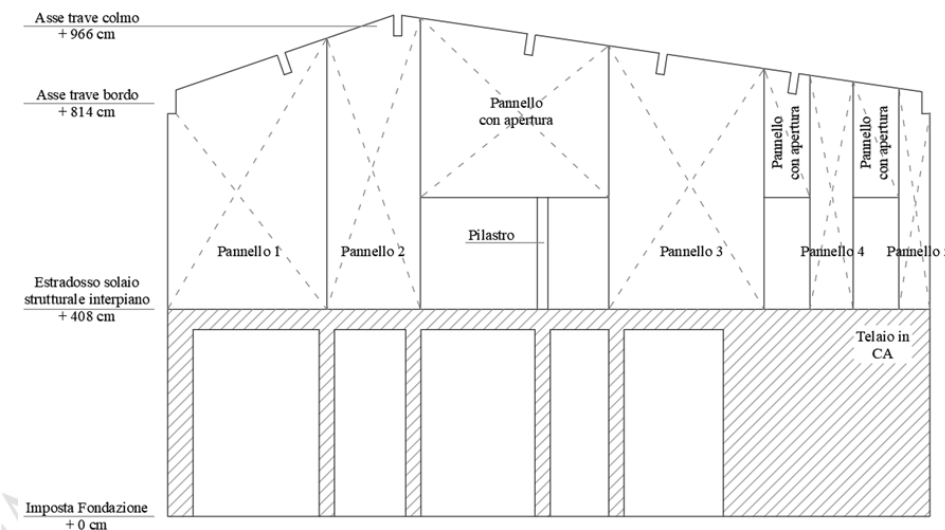 Asse trave colmo
+ 966 cm
Asse trave bordo
+ 814 cm
Pannello
con apertura
Pannello
con apertura
Pannello
con apertura
Pilastro
Pannello 1
Pannello 2
Pannello 3
Pannello 4
Pannello
Estradosso solaio
strutturale interpiano
+ 408 cm
Telaio in
CA
Imposta Fondazione
+ 0 cm